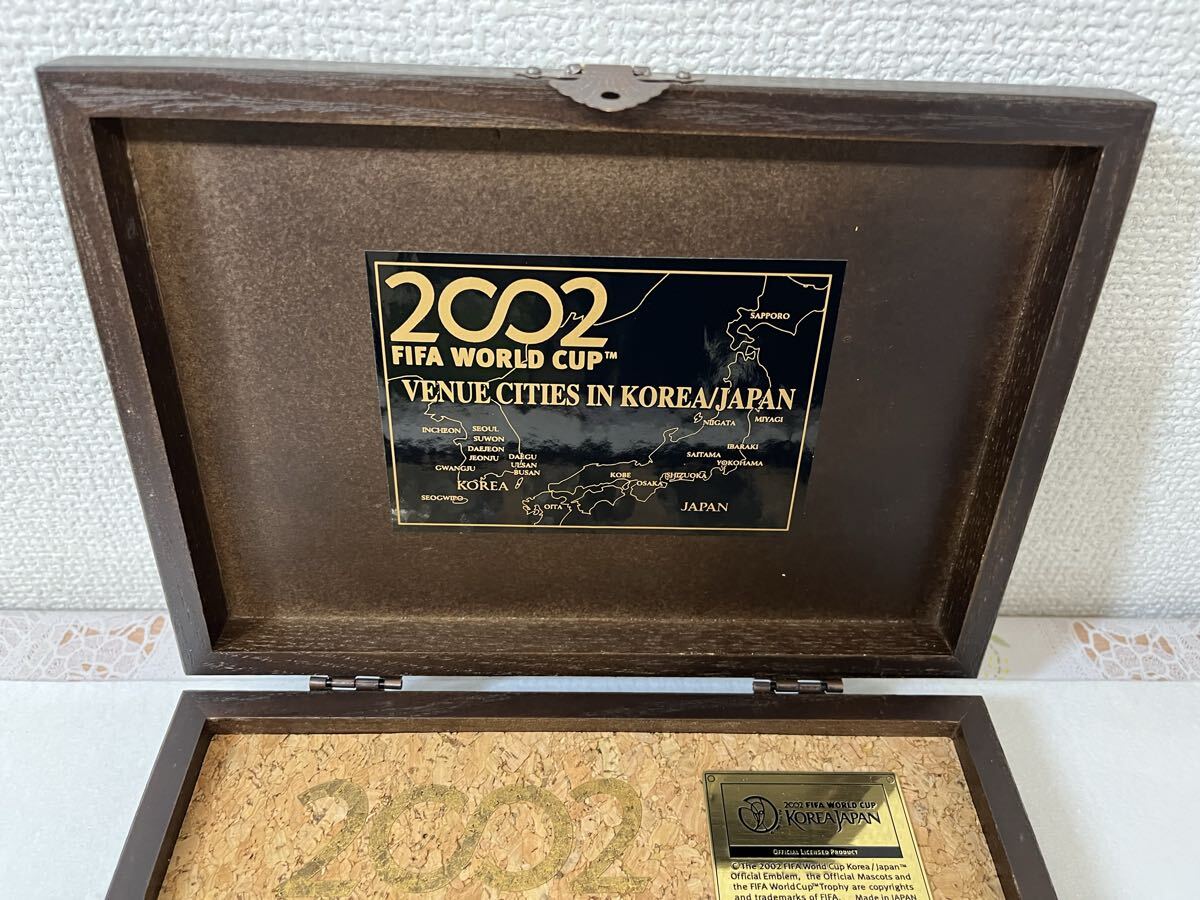 2002
FIFA WORLD CUP™
VENUE CITIES IN KOREA/JAPAN
SAPPORO
NIIGATA
MIYAGI
INCHEON
SEOUL
SUWON
DAEJEON
JEONJU
DAEGU
ULSAN
BUSAN
GWANGJU
KOREA
SEOGWIPO
IBARAKI
SAITAMA
YOKOHAMA
KOBE
OSAKA
SHIZUOKA
OITA
JAPAN
2002
2002 FIFA WORLD CUP
KOREAJAPAN
OFFICIAL LICENSED PRODUCT
©The 2002 FIFA World Cup Korea/Japan™
Official Emblem, the Official Mascots and
the FIFA World Cup™ Trophy are copyrights
and trademarks of FIFA. Made in JAPAN